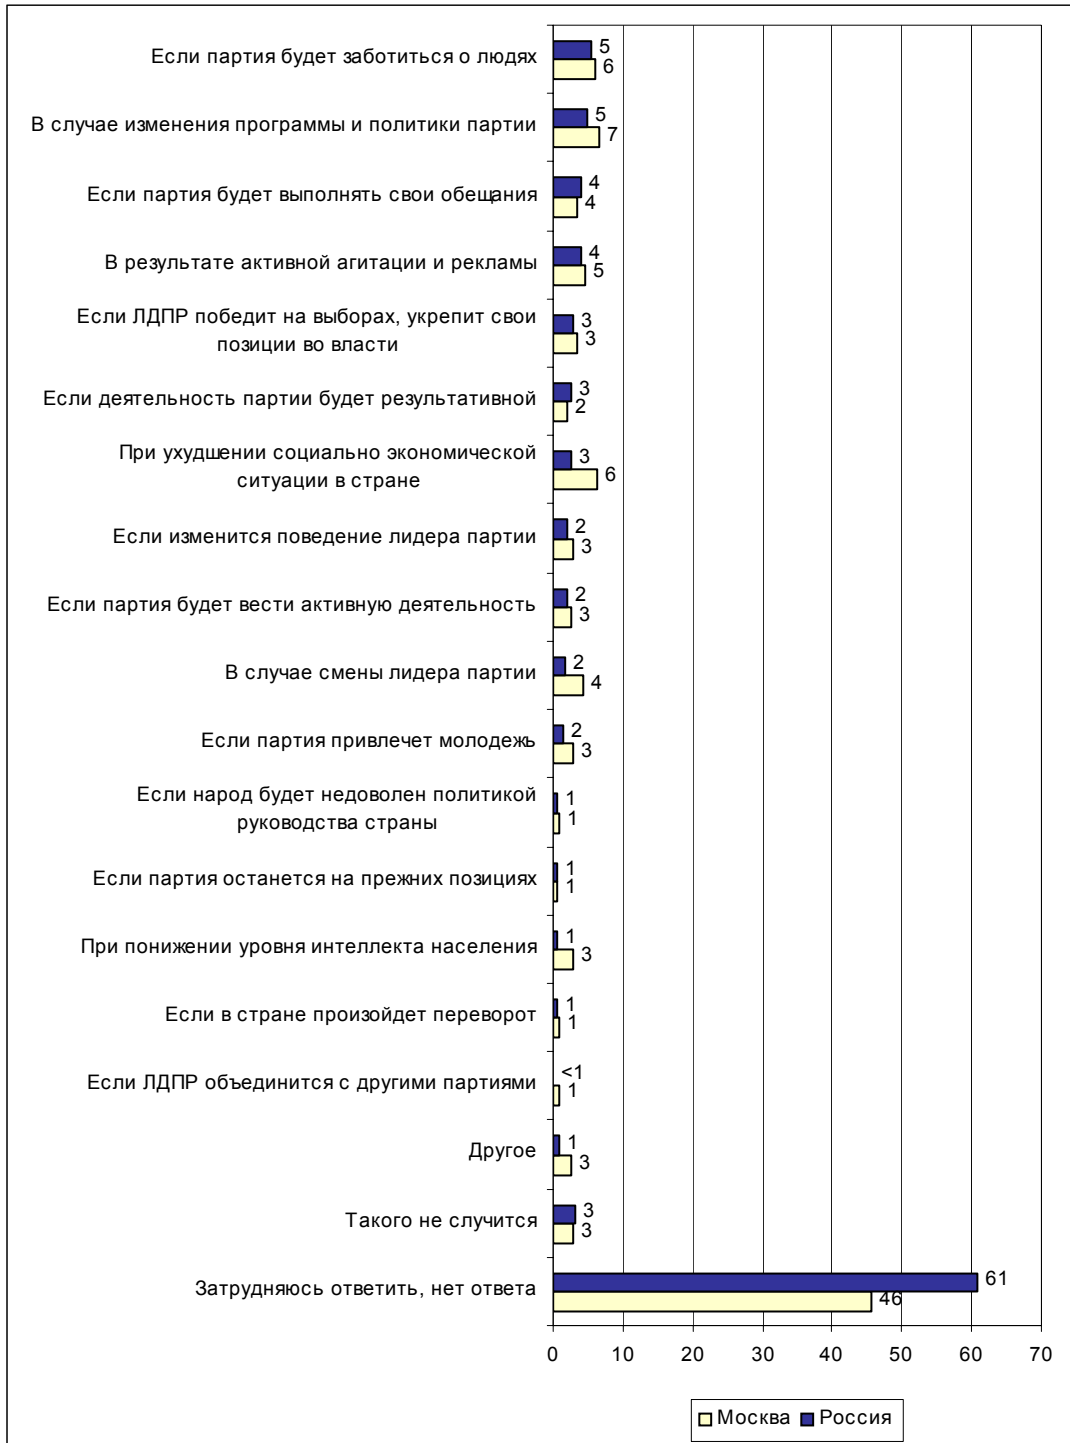 Если партия будет заботиться о людях
5
6
В случае изменения программы и политики партии
5
7
Если партия будет выполнять свои обещания
4
4
В результате активной агитации и рекламы
4
5
Если ЛДПР победит на выборах, укрепит свои
позиции во власти
3
3
Если деятельность партии будет результативной
3
2
При ухудшении социально экономической
ситуации в стране
3
6
Если изменится поведение лидера партии
2
3
Если партия будет вести активную деятельность
2
3
В случае смены лидера партии
2
4
Если партия привлечет молодежь
2
3
Если народ будет недоволен политикой
руководства страны
1
1
Если партия останется на прежних позициях
1
1
При понижении уровня интеллекта населения
1
3
Если в стране произойдет переворот
1
1
Если ЛДПР объединится с другими партиями
<1
1
Другое
1
3
Такого не случится
3
3
Затрудняюсь ответить, нет ответа
61
46
0 10 20 30 40 50 60 70
Москва Россия